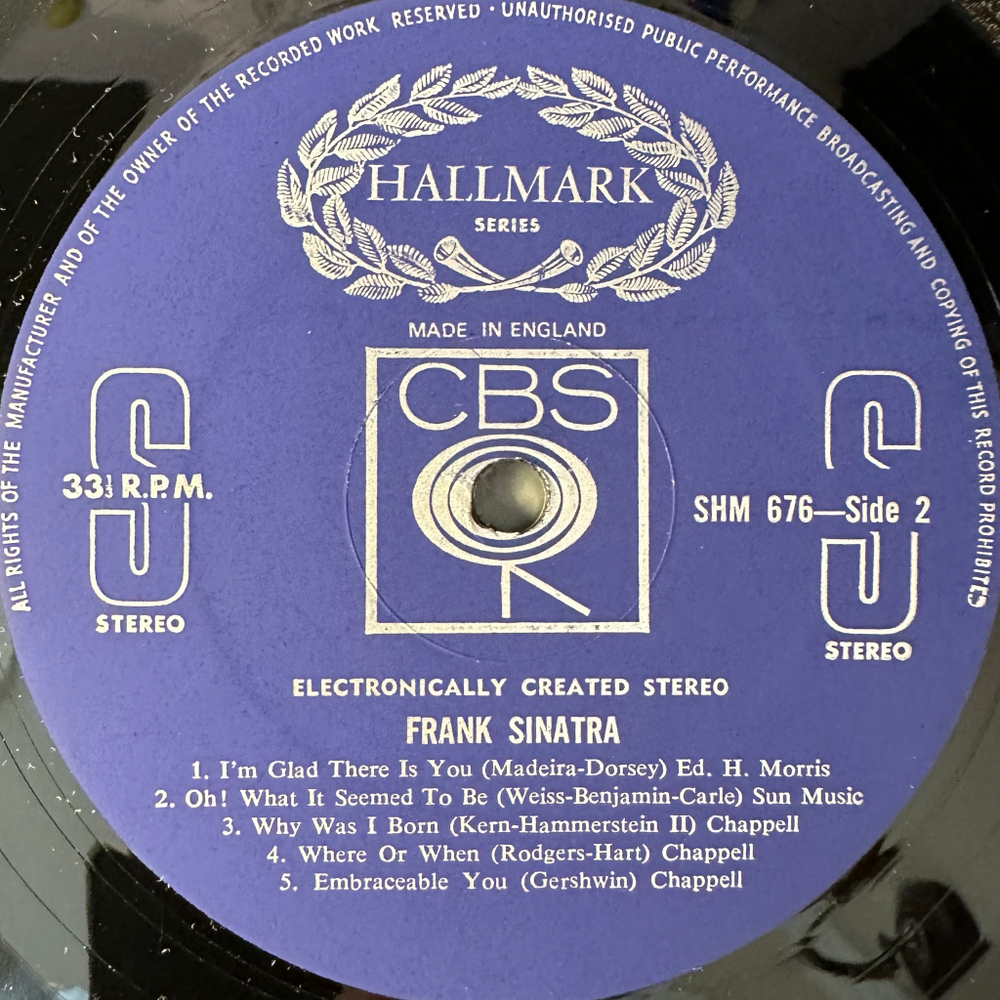 ALL RIGHTS OF THE MANUFACTURER AND OF THE OWNER OF THE RECORDED WORK RESERVED · UNAUTHORISED PUBLIC PERFORMANCE BROADCASTING AND COPYING OF THIS RECORD PROHIBITED
HALLMARK
SERIES
MADE IN ENGLAND
CBS
S
S
33⅓ R.P.M.
SHM 676—Side 2
STEREO
STEREO
ELECTRONICALLY CREATED STEREO
FRANK SINATRA
1. I'm Glad There Is You (Madeira-Dorsey) Ed. H. Morris
2. Oh! What It Seemed To Be (Weiss-Benjamin-Carle) Sun Music
3. Why Was I Born (Kern-Hammerstein II) Chappell
4. Where Or When (Rodgers-Hart) Chappell
5. Embraceable You (Gershwin) Chappell